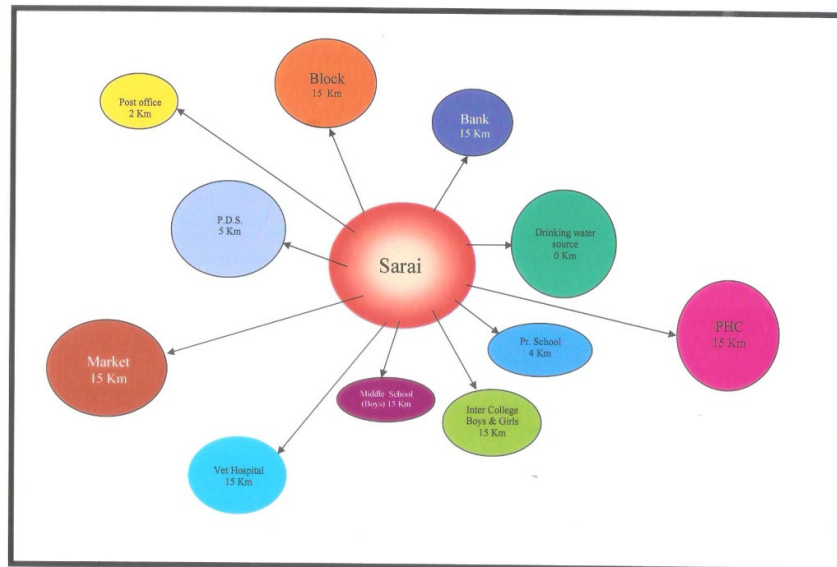 Block
15 Km
Post office
2 Km
Bank
15 Km
P.D.S.
5 Km
Drinking water
source
0 Km
Sarai
PHC
15 Km
Pr. School
4 Km
Market
15 Km
Middle School
(Boys) 15 Km
Inter College
Boys & Girls
15 Km
Vet Hospital
15 Km